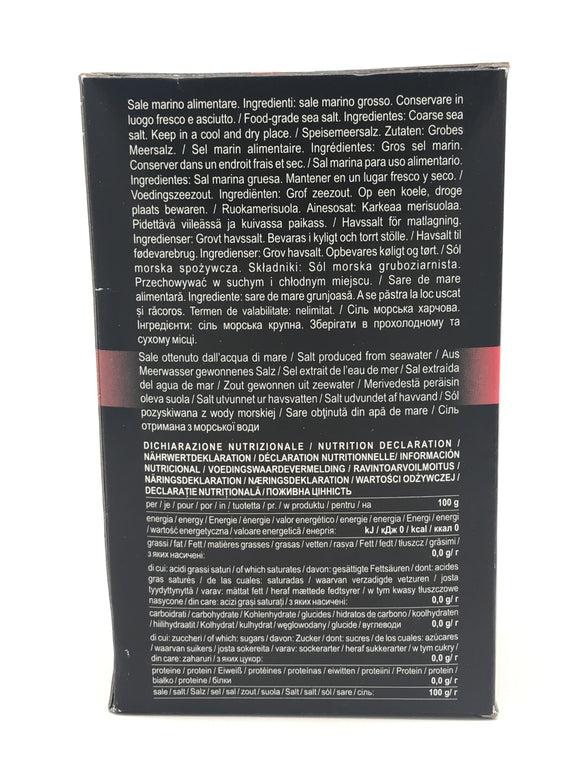 Sale marino alimentare. Ingredienti: sale marino grosso. Conservare in
luogo fresco e asciutto. / Food-grade sea salt. Ingredientes: Coarse sea
salt. Keep in a cool and dry place. / Speisemeersalz. Zutaten: Grobes
Meersalz. / Sel marin alimentaire. Ingrédientes: Gros sel marin.
Conserver dans un endroit frais et sec. / Sal marina para uso alimentario.
Ingredientes: Sal marina gruesa. Mantener en un lugar fresco y seco. /
Voedingszeezout. Ingrediënten: Grof zeezout. Op een koele, droge
plaats bewaren. / Ruokamerisuola. Ainesosat: Karkeaa merisuolaa.
Pidettävä viileässä ja kuivassa paikass. / Havssalt för matlagning.
Ingredienser: Grovt havssalt. Bevaras i kyligt och torrt stölle. / Havsalt til
fødevarebrug. Ingredienser: Grov havsalt. Opbevares køligt og tørt. / Sól
morska spożywcza. Składniki: Sól morska gruboziarnista.
Przechowywać w suchym i chłodnym miejscu. / Sare de mare
alimentară. Ingrediente: sare de mare grunjoasă. A se păstra la loc uscat
și răcoros. Termen de valabilitate: nelimitat. / Сіль морська харчова.
Інгредієнти: сіль морська крупна. Зберігати в прохолодному та
сухому місці.
Sale ottenuto dall'acqua di mare / Salt produced from seawater / Aus
Meerwasser gewonnenes Salz / Sel extrait de l'eau de mer / Sal extraída
del agua de mar / Zout gewonnen uit zeewater / Merivedestä peräisin
oleva suola / Salt utvunnet ur havsvatten / Salt udvundet af havvand / Sól
pozyskiwana z wody morskiej / Sare obţinută din apă de mare / Сіль
отримана з морської води
DICHIARAZIONE NUTRIZIONALE / NUTRITION DECLARATION /
NÄHRWERTDEKLARATION / DÉCLARATION NUTRITIONNELLE/ INFORMACIÓN
NUTRICIONAL / VOEDINGSWAARDEVERMELDING / RAVINTOARVOILMOITUS /
NÄRINGSDEKLARATION / NÆRINGSDEKLARATION / WARTOŚCI ODŻYWCZEJ /
DECLARAŢIE NUTRIŢIONALĂ / ПОЖИВНА ЦІННІСТЬ
per / je / pour / por / in / tuotetta / pr. / w produktu / pentru / на 100 g
energia / energy / Energie / énergie / valor energético / energie / energia / Energi / energi
/ wartość energetyczna / valoare energetică / енергія: kJ / кДж 0 / kcal / ккал 0
grassi / fat / Fett / matières grasses / grasas / vetten / rasva / Fett / fedt / tłuszcz / grăsimi /
з яких насичені: 0,0 g/ г
di cui: acidi grassi saturi / of which saturates / davon: gesättigte Fettsäuren / dont: acides
gras saturés / de las cuales: saturadas / waarvan verzadigde vetzuren / josta
tyydyttynyttä / varav: mättat fett / heraf mættede fedtsyrer / w tym kwasy tłuszczowe
nasycone / din care: acizi grași saturați / з яких насичені: 0,0 g/ г
carboidrati / carbohydrate / Kohlenhydrate / glucides / hidratos de carbono / koolhydraten
/ hiilihydraatit / Kolhydrat / kulhydrat / węglowodany / glucide / вуглеводи 0,0 g/ г
di cui: zuccheri / of which: sugars / davon: Zucker / dont: sucres / de los cuales: azúcares
/ waarvan suikers / josta sokereita / varav: sockerarter / heraf sukkerarter / w tym cukry /
din care: zaharuri / з яких цукор: 0,0 g/ г
proteine / protein / Eiweiß / protéines / proteínas / eiwitten / proteiini / Protein / protein /
białko / proteine / білки 0,0 g/ г
sale / salt / Salz / sel / sal / zout / suola / Salt / salt / sól / sare / сіль: 100 g/ г